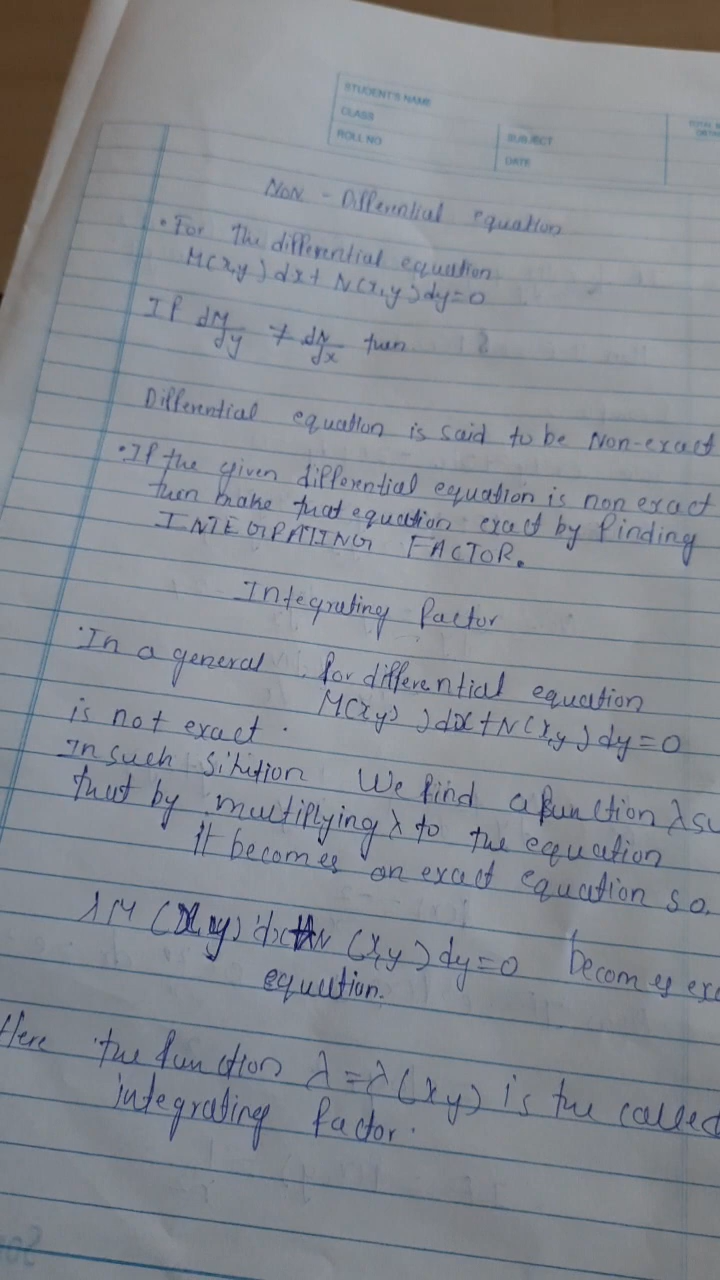 STUDENT'S NAME
CLASS
ROLL NO
SUBJECT
DATE
NON - Differential equation
• For the differential equation
M(x,y) dx + N(x,y) dy = 0
If dM/dy ≠ dN/dx then
Differential equation is said to be Non-exact
• If the given differential equation is non exact
then make that equation exact by finding
INTEGRATING FACTOR.
Integrating factor
• In a general for differential equation
M(x,y) dx + N(x,y) dy = 0
is not exact.
In such sitution We find a function λ su
that by multiplying λ to the equation
it becomes an exact equation so.
λM (x,y) dx + λN (x,y) dy = 0 becomes exa
equation.
Here the function λ = λ(xy) is the called
integrating factor.